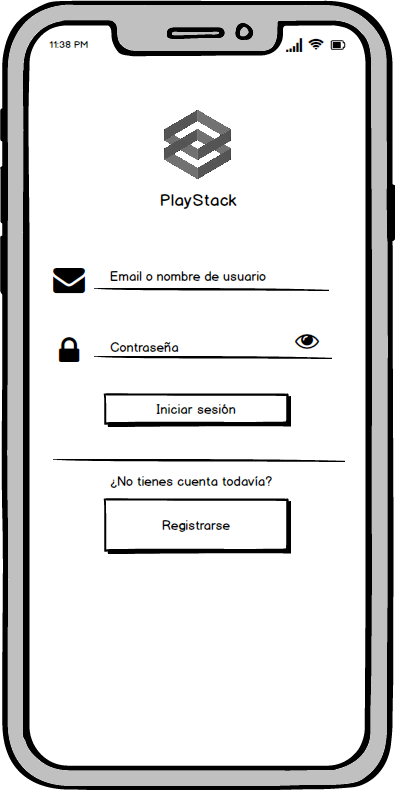 11:38 PM
PlayStack
Email o nombre de usuario
Contraseña
Iniciar sesión
¿No tienes cuenta todavía?
Registrarse